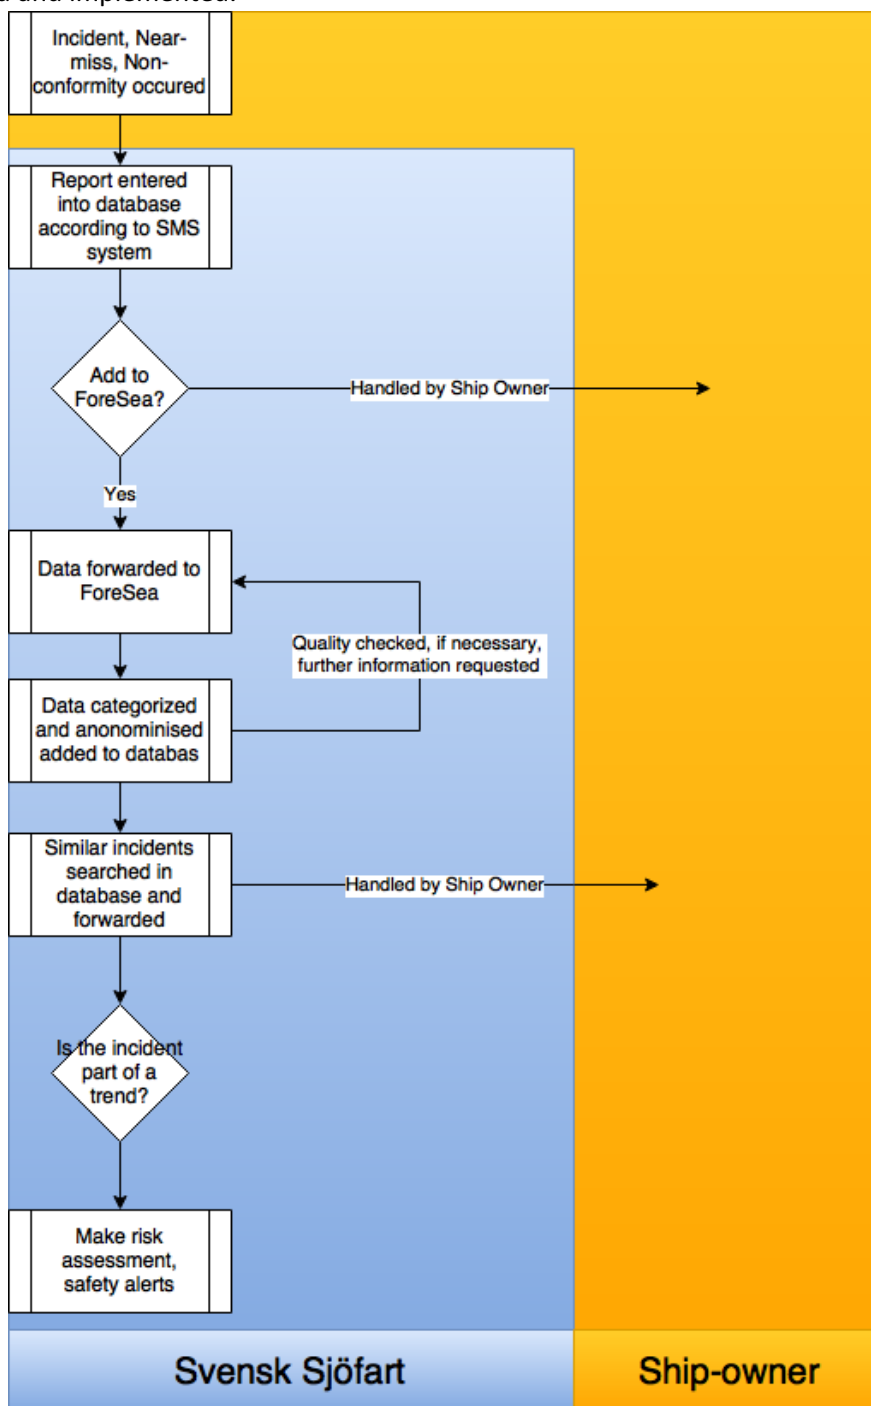 and implemented.
Incident, Near-
miss, Non-
conformity occured
Report entered
into database
according to SMS
system
Add to
ForeSea?
Handled by Ship Owner
Yes
Data forwarded to
ForeSea
Quality checked, if necessary,
further information requested
Data categorized
and anonominised
added to databas
Similar incidents
searched in
database and
forwarded
Handled by Ship Owner
Is the incident
part of a
trend?
Make risk
assessment,
safety alerts
Svensk Sjöfart
Ship-owner